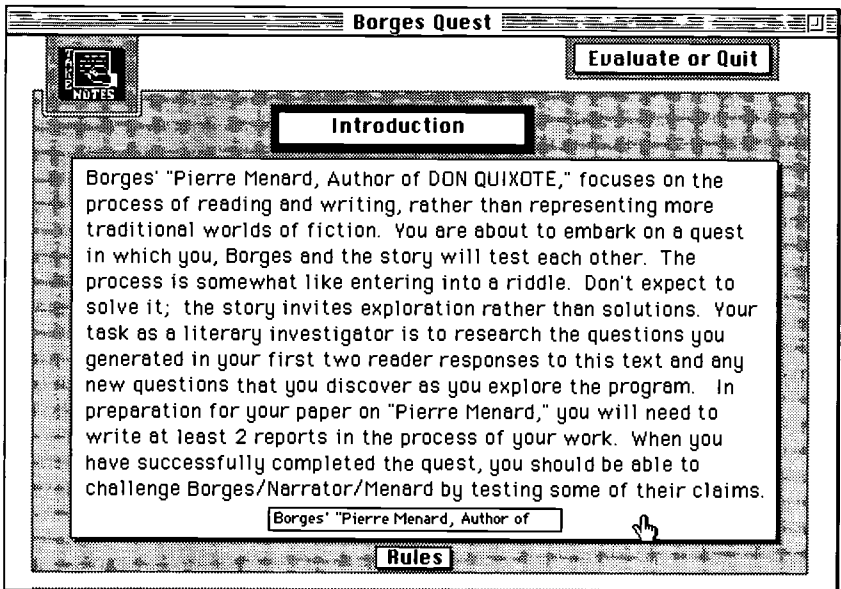 Borges Quest
TAKE
NOTES
Evaluate or Quit
Introduction
Borges' "Pierre Menard, Author of DON QUIXOTE," focuses on the
process of reading and writing, rather than representing more
traditional worlds of fiction. You are about to embark on a quest
in which you, Borges and the story will test each other. The
process is somewhat like entering into a riddle. Don't expect to
solve it; the story invites exploration rather than solutions. Your
task as a literary investigator is to research the questions you
generated in your first two reader responses to this text and any
new questions that you discover as you explore the program. In
preparation for your paper on "Pierre Menard," you will need to
write at least 2 reports in the process of your work. When you
have successfully completed the quest, you should be able to
challenge Borges/Narrator/Menard by testing some of their claims.
Borges' "Pierre Menard, Author of
Rules